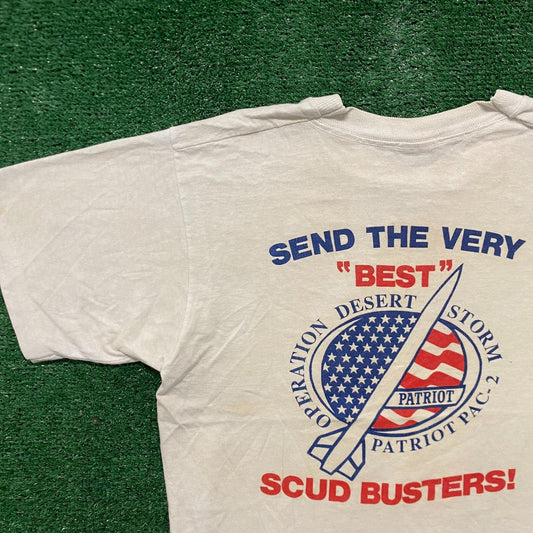 SEND THE VERY
"BEST"
OPERATION DESERT STORM
PATRIOT
PATRIOT PAC-2
SCUD BUSTERS!